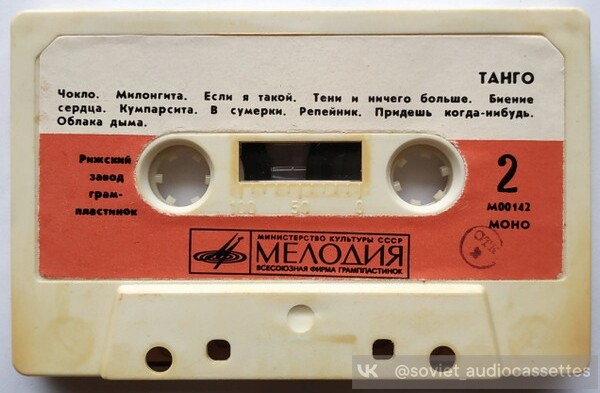 ТАНГО
Чокло. Милонгита. Если я такой. Тени и ничего больше. Биение
сердца. Кумпарсита. В сумерки. Репейник. Придешь когда-нибудь.
Облака дыма.
Рижский
завод
грам-
пластинок
2
М00142
МОНО
100 50 0
ОТК
МИНИСТЕРСТВО КУЛЬТУРЫ СССР
МЕЛОДИЯ
ВСЕСОЮЗНАЯ ФИРМА ГРАМПЛАСТИНОК
@soviet_audiocassettes